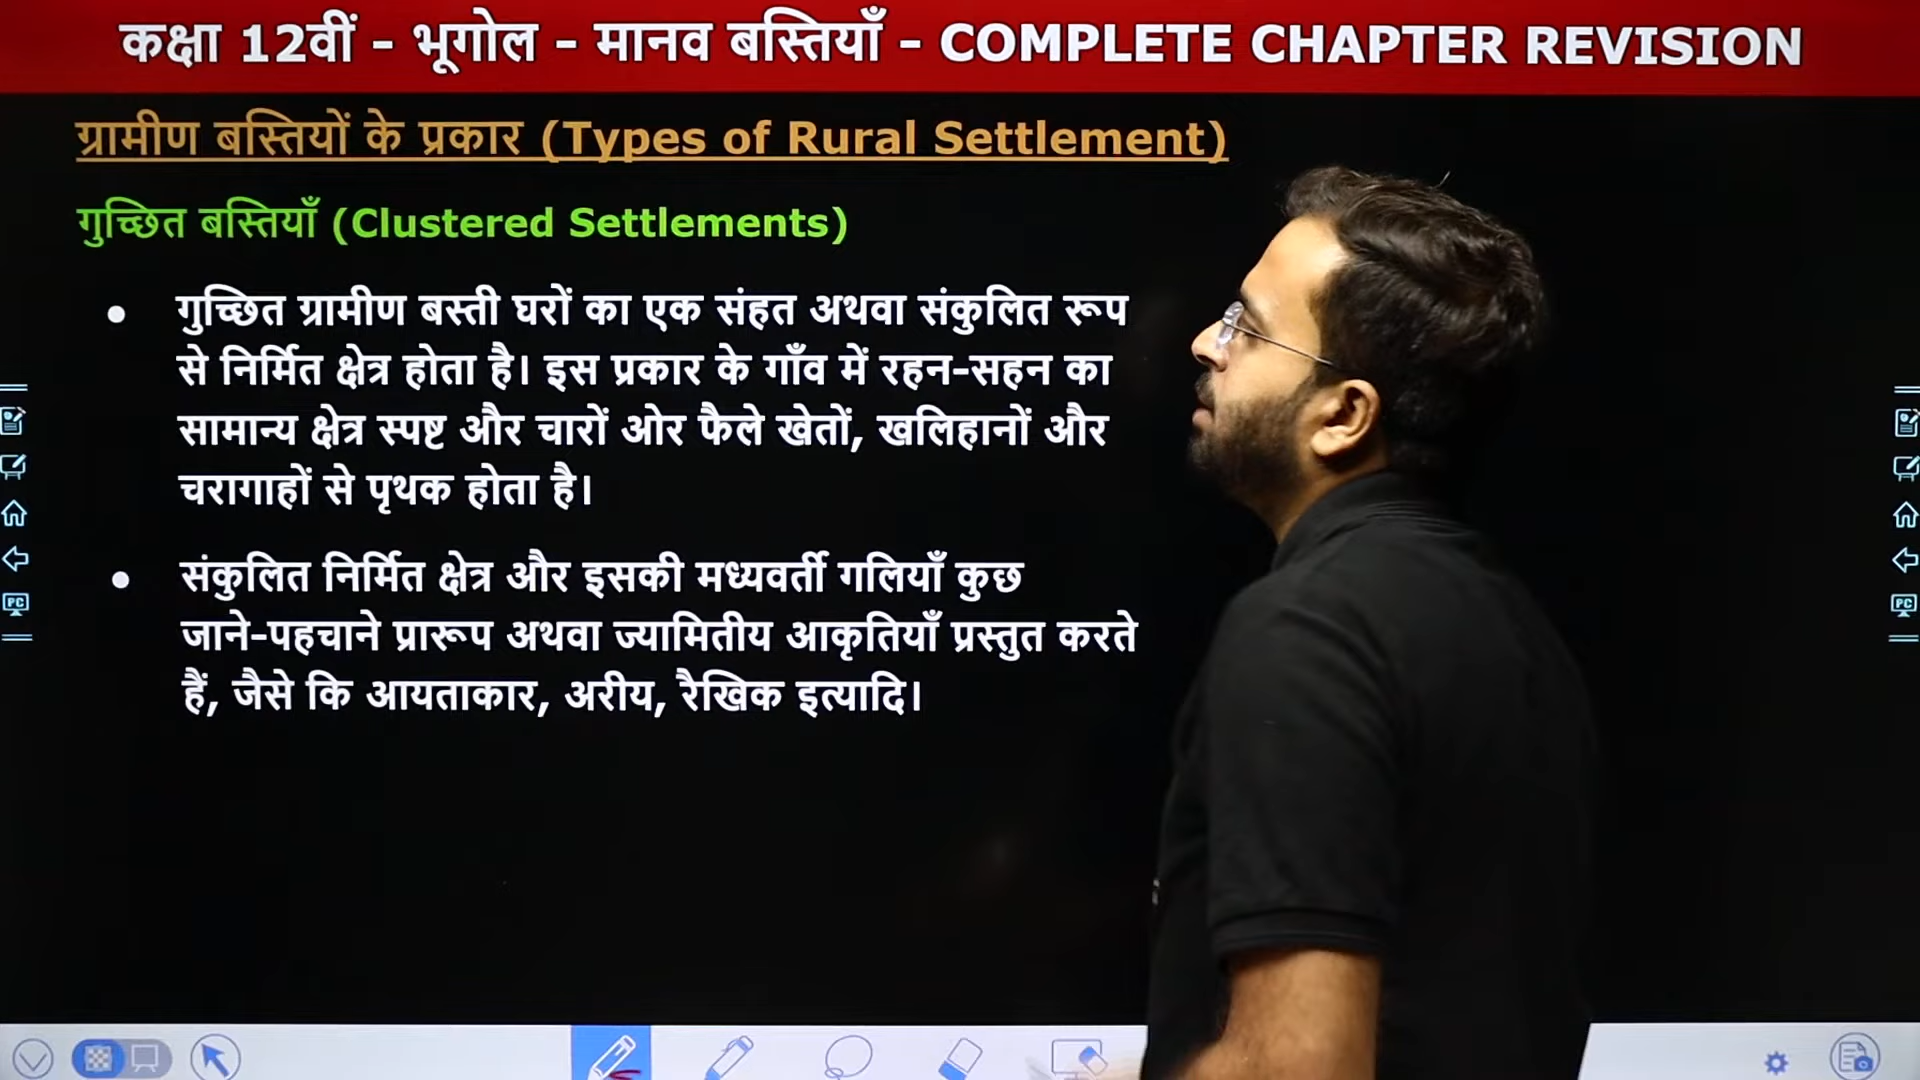 कक्षा 12वीं - भूगोल - मानव बस्तियाँ - COMPLETE CHAPTER REVISION
ग्रामीण बस्तियों के प्रकार (Types of Rural Settlement)
गुच्छित बस्तियाँ (Clustered Settlements)
• गुच्छित ग्रामीण बस्ती घरों का एक संहत अथवा संकुलित रूप
से निर्मित क्षेत्र होता है। इस प्रकार के गाँव में रहन-सहन का
सामान्य क्षेत्र स्पष्ट और चारों ओर फैले खेतों, खलिहानों और
चरागाहों से पृथक होता है।
• संकुलित निर्मित क्षेत्र और इसकी मध्यवर्ती गलियाँ कुछ
जाने-पहचाने प्रारूप अथवा ज्यामितीय आकृतियाँ प्रस्तुत करते
हैं, जैसे कि आयताकार, अरीय, रैखिक इत्यादि।
PC
PC